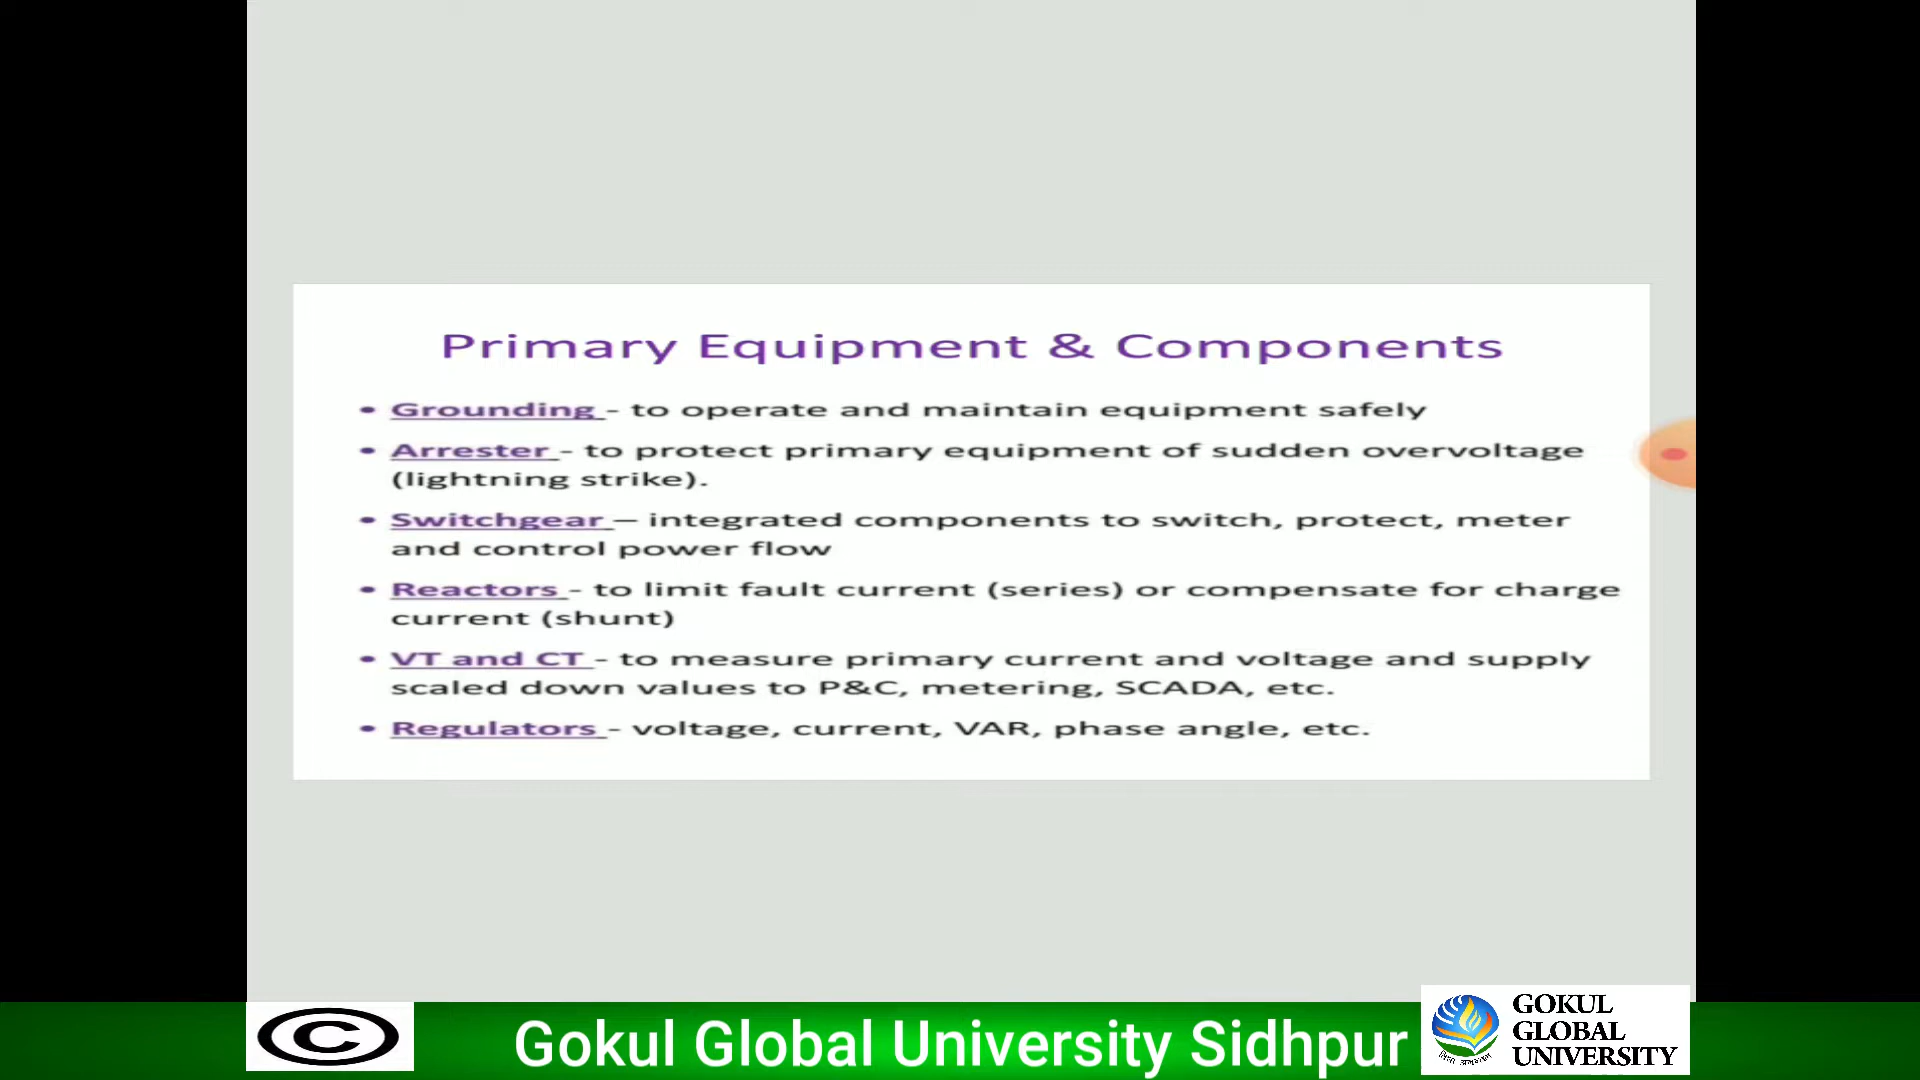 Primary Equipment & Components
• Grounding - to operate and maintain equipment safely
• Arrester - to protect primary equipment of sudden overvoltage
(lightning strike).
• Switchgear – integrated components to switch, protect, meter
and control power flow
• Reactors - to limit fault current (series) or compensate for charge
current (shunt)
• VT and CT - to measure primary current and voltage and supply
scaled down values to P&C, metering, SCADA, etc.
• Regulators - voltage, current, VAR, phase angle, etc.
©
Gokul Global University Sidhpur
GOKUL
GLOBAL
UNIVERSITY